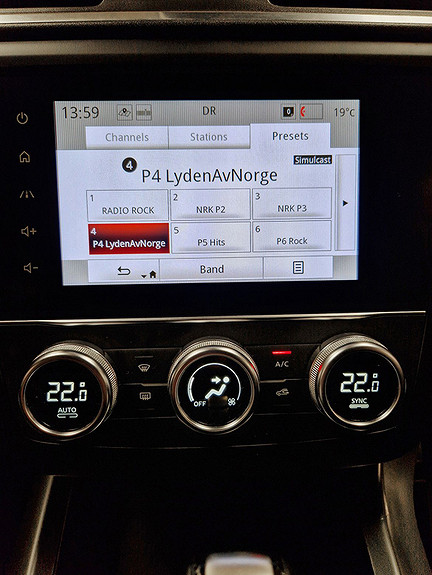 13:59 DR 0 19°C
Channels Stations Presets
4 Simulcast
P4 LydenAvNorge
1 RADIO ROCK 2 NRK P2 3 NRK P3
4 P4 LydenAvNorge 5 P5 Hits 6 P6 Rock
Band
A/C
22.0 22.0
AUTO OFF SYNC